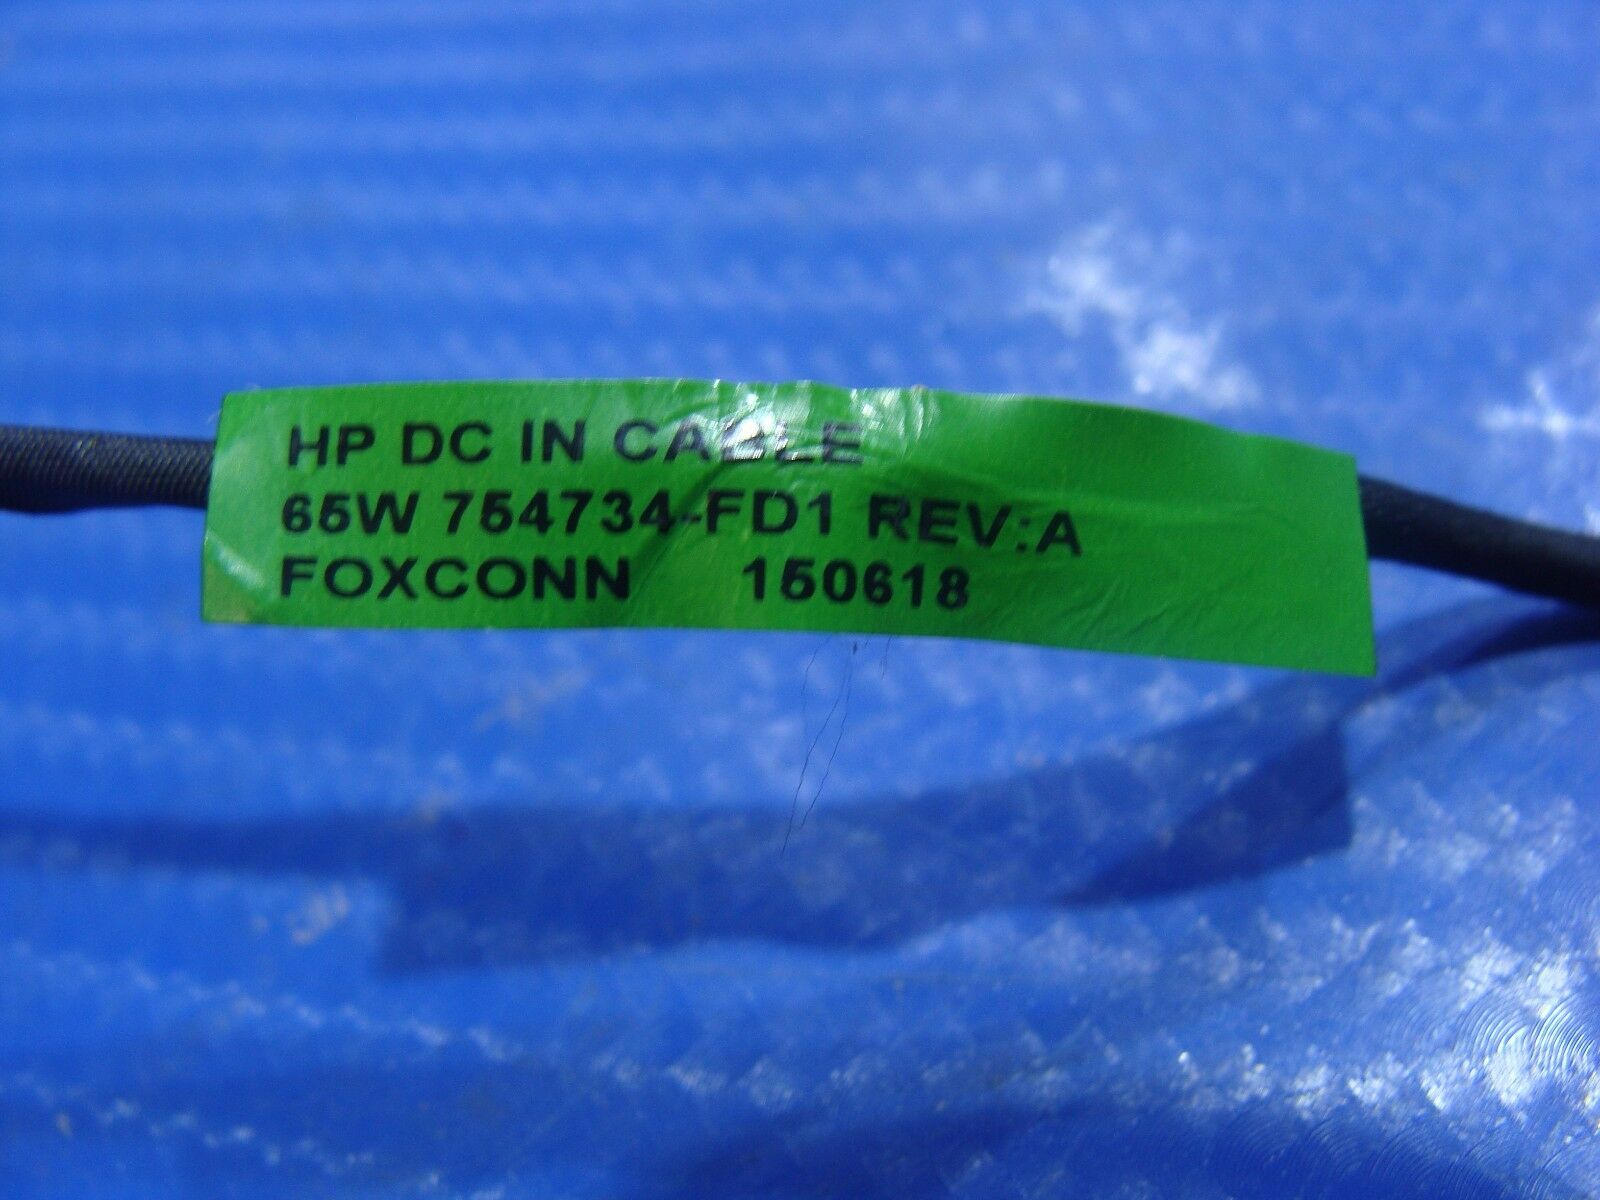 HP DC IN CABLE
65W 754734-FD1 REV:A
FOXCONN 150618